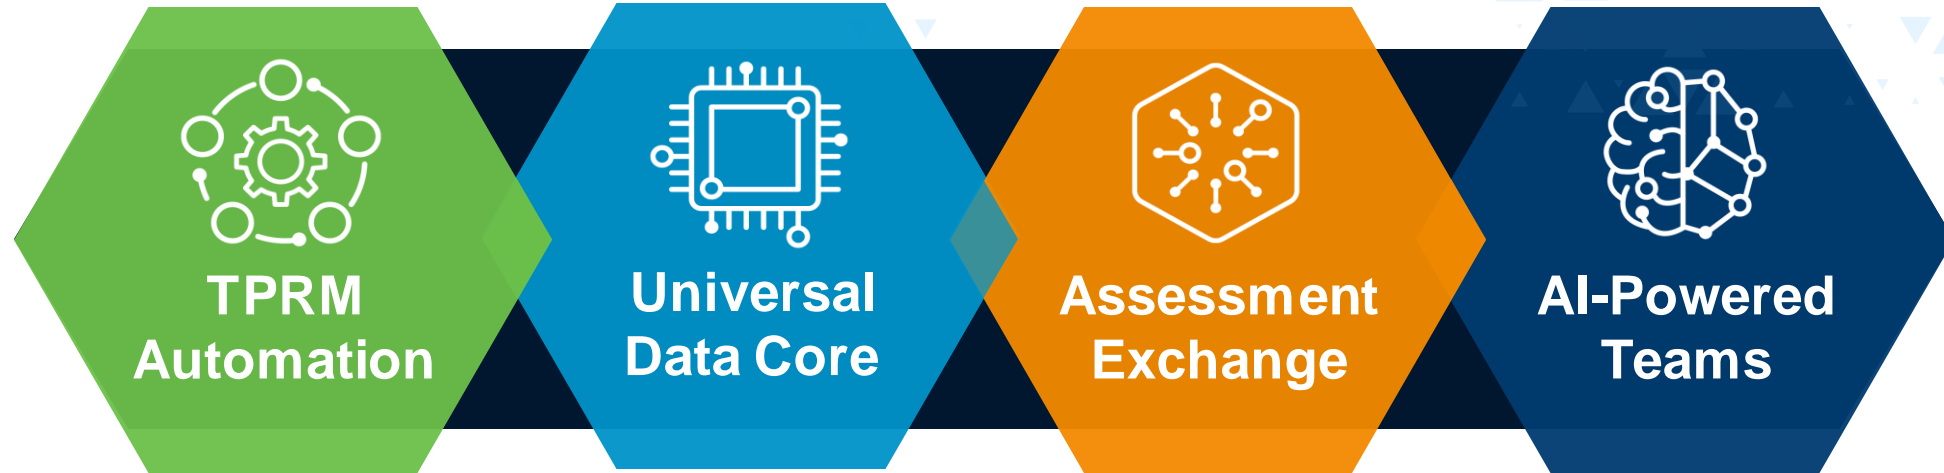 TPRM
Automation
Universal
Data Core
Assessment
Exchange
AI-Powered
Teams